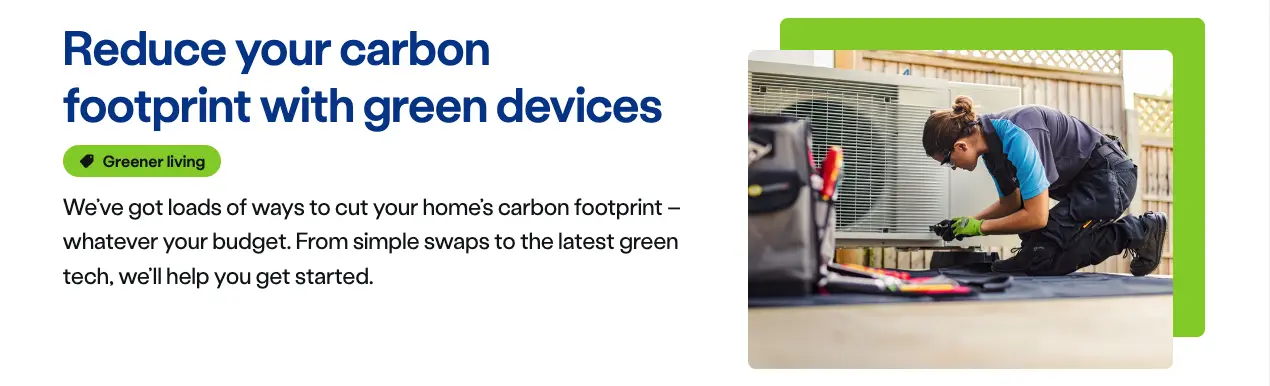 Reduce your carbon
footprint with green devices
Greener living
We’ve got loads of ways to cut your home’s carbon footprint –
whatever your budget. From simple swaps to the latest green
tech, we’ll help you get started.